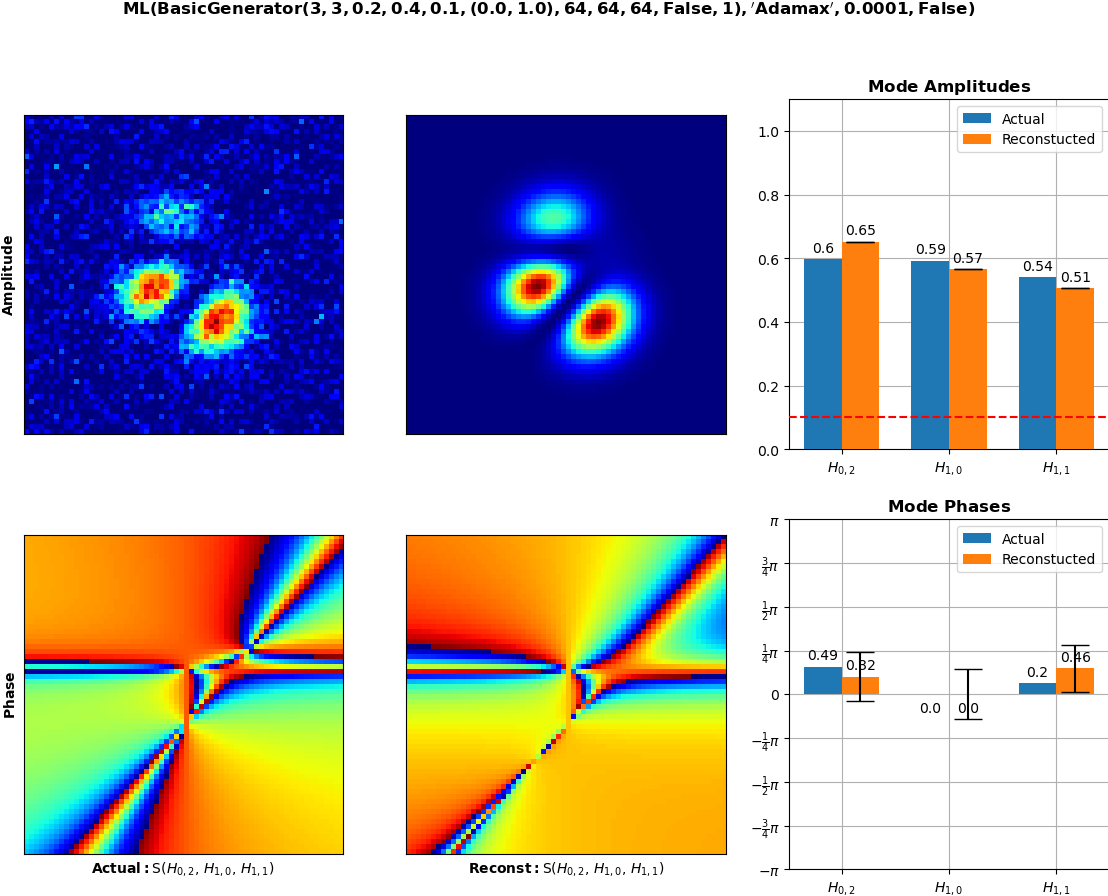 ML(BasicGenerator(3, 3, 0.2, 0.4, 0.1, (0.0, 1.0), 64, 64, 64, False, 1), ′Adamax′, 0.0001, False)
Amplitude
Mode Amplitudes
Actual
Reconstucted
1.0
0.8
0.6
0.4
0.2
0.0
0.6
0.65
0.59
0.57
0.54
0.51
H0, 2
H1, 0
H1, 1
Phase
Actual: S(H0, 2, H1, 0, H1, 1)
Reconst: S(H0, 2, H1, 0, H1, 1)
Mode Phases
Actual
Reconstucted
π
3/4π
1/2π
1/4π
0
−1/4π
−1/2π
−3/4π
−π
0.49
0.32
0.0
0.0
0.2
0.46
H0, 2
H1, 0
H1, 1